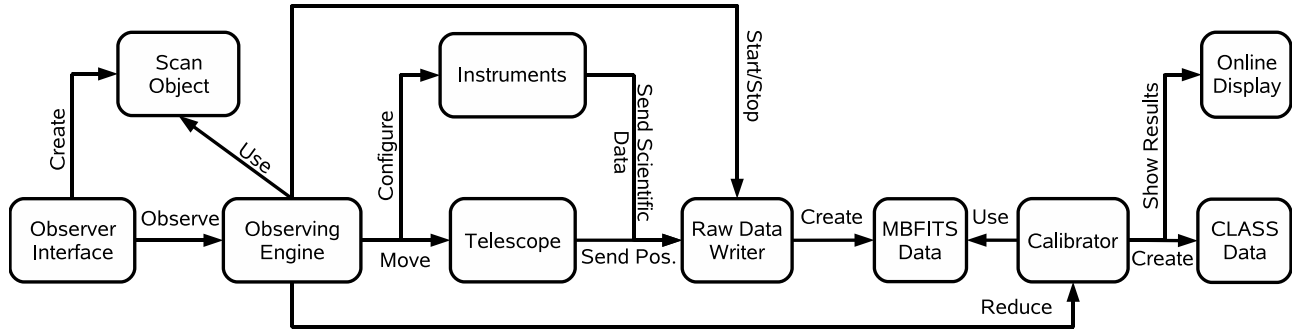 Scan
Object
Instruments
Online
Display
Create
Use
Configure
Send Scientific
Data
Start/Stop
Show Results
Observer
Interface
Observe
Observing
Engine
Move
Telescope
Send Pos.
Raw Data
Writer
Create
MBFITS
Data
Use
Calibrator
Create
CLASS
Data
Reduce